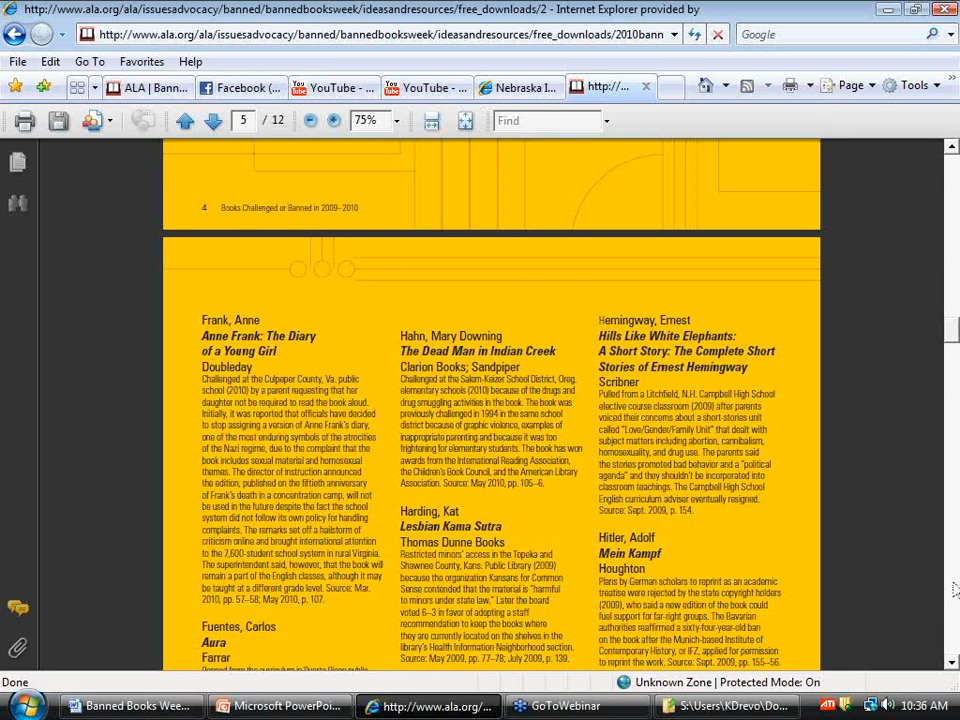 http://www.ala.org/ala/issuesadvocacy/banned/bannedbooksweek/ideasandresources/free_downloads/2 - Internet Explorer provided by
http://www.ala.org/ala/issuesadvocacy/banned/bannedbooksweek/ideasandresources/free_downloads/2010bann
Google
File Edit Go To Favorites Help
ALA | Bann... Facebook (... YouTube - ... YouTube - ... Nebraska l... http://... Page Tools
5 / 12 75% Find
4 Books Challenged or Banned in 2009–2010
Frank, Anne
Anne Frank: The Diary
of a Young Girl
Doubleday
Challenged at the Culpeper County, Va. public
school (2010) by a parent requesting that her
daughter not be required to read the book aloud.
Initially, it was reported that officials have decided
to stop assigning a version of Anne Frank's diary,
one of the most enduring symbols of the atrocities
of the Nazi regime, due to the complaint that the
book includes sexual material and homosexual
themes. The director of instruction announced
the edition, published on the fiftieth anniversary
of Frank's death in a concentration camp, will not
be used in the future despite the fact the school
system did not follow its own policy for handling
complaints. The remarks set off a hailstorm of
criticism online and brought international attention
to the 7,600-student school system in rural Virginia.
The superintendent said, however, that the book will
remain a part of the English classes, although it may
be taught at a different grade level. Source: Mar.
2010, pp. 57–58; May 2010, p. 107.
Fuentes, Carlos
Aura
Farrar
Hahn, Mary Downing
The Dead Man in Indian Creek
Clarion Books; Sandpiper
Challenged at the Salem-Keizer School District, Oreg.
elementary schools (2010) because of the drugs and
drug smuggling activities in the book. The book was
previously challenged in 1994 in the same school
district because of graphic violence, examples of
inappropriate parenting and because it was too
frightening for elementary students. The book has won
awards from the International Reading Association,
the Children's Book Council, and the American Library
Association. Source: May 2010, pp. 105–6.
Harding, Kat
Lesbian Kama Sutra
Thomas Dunne Books
Restricted minors' access in the Topeka and
Shawnee County, Kans. Public Library (2009)
because the organization Kansans for Common
Sense contended that the material is "harmful
to minors under state law." Later the board
voted 6–3 in favor of adopting a staff
recommendation to keep the books where
they are currently located on the shelves in the
library's Health Information Neighborhood section.
Source: May 2009, pp. 77–78; July 2009, p. 139.
Hemingway, Ernest
Hills Like White Elephants:
A Short Story: The Complete Short
Stories of Ernest Hemingway
Scribner
Pulled from a Litchfield, N.H. Campbell High School
elective course classroom (2009) after parents
voiced their concerns about a short-stories unit
called "Love/Gender/Family Unit" that dealt with
subject matters including abortion, cannibalism,
homosexuality, and drug use. The parents said
the stories promoted bad behavior and a "political
agenda" and they shouldn't be incorporated into
classroom teachings. The Campbell High School
English curriculum adviser eventually resigned.
Source: Sept. 2009, p. 154.
Hitler, Adolf
Mein Kampf
Houghton
Plans by German scholars to reprint as an academic
treatise were rejected by the state copyright holders
(2009), who said a new edition of the book could
fuel support for far-right groups. The Bavarian
authorities reaffirmed a sixty-four-year-old ban
on the book after the Munich-based Institute of
Contemporary History, or IFZ, applied for permission
to reprint the work. Source: Sept. 2009, pp. 155–56.
Done Unknown Zone | Protected Mode: On
Banned Books Wee... Microsoft PowerPo... http://www.ala.org/... GoToWebinar S:\Users\KDrevo\Do... 10:36 AM